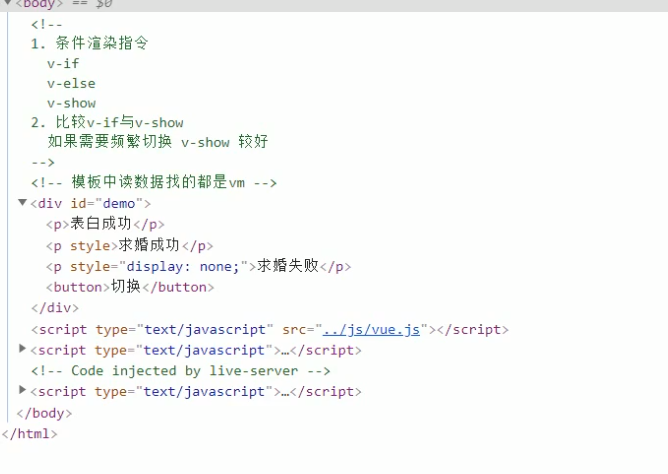 <body> == $0
<!--
1. 条件渲染指令
v-if
v-else
v-show
2. 比较v-if与v-show
如果需要频繁切换 v-show 较好
-->
<!-- 模板中读数据找的都是vm -->
<div id="demo">
<p>表白成功</p>
<p style>求婚成功</p>
<p style="display: none;">求婚失败</p>
<button>切换</button>
</div>
<script type="text/javascript" src="../js/vue.js"></script>
<script type="text/javascript">…</script>
<!-- Code injected by live-server -->
<script type="text/javascript">…</script>
</body>
</html>